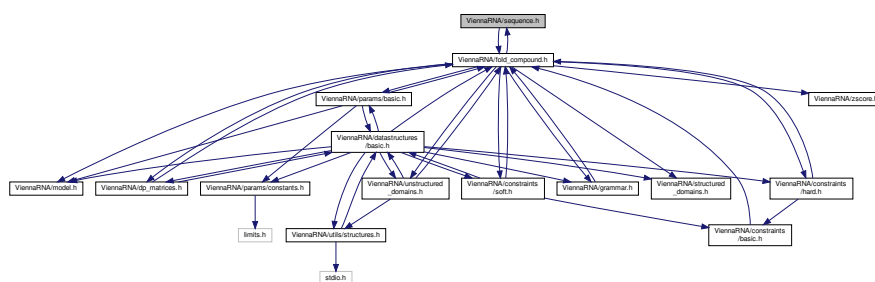 ViennaRNA/sequence.h
ViennaRNA/fold_compound.h
ViennaRNA/params/basic.h
ViennaRNA/zscore.h
ViennaRNA/datastructures
/basic.h
ViennaRNA/model.h
ViennaRNA/dp_matrices.h
ViennaRNA/params/constants.h
ViennaRNA/unstructured
_domains.h
ViennaRNA/constraints
/soft.h
ViennaRNA/grammar.h
ViennaRNA/structured
_domains.h
ViennaRNA/constraints
/hard.h
limits.h
ViennaRNA/utils/structures.h
ViennaRNA/constraints
/basic.h
stdio.h